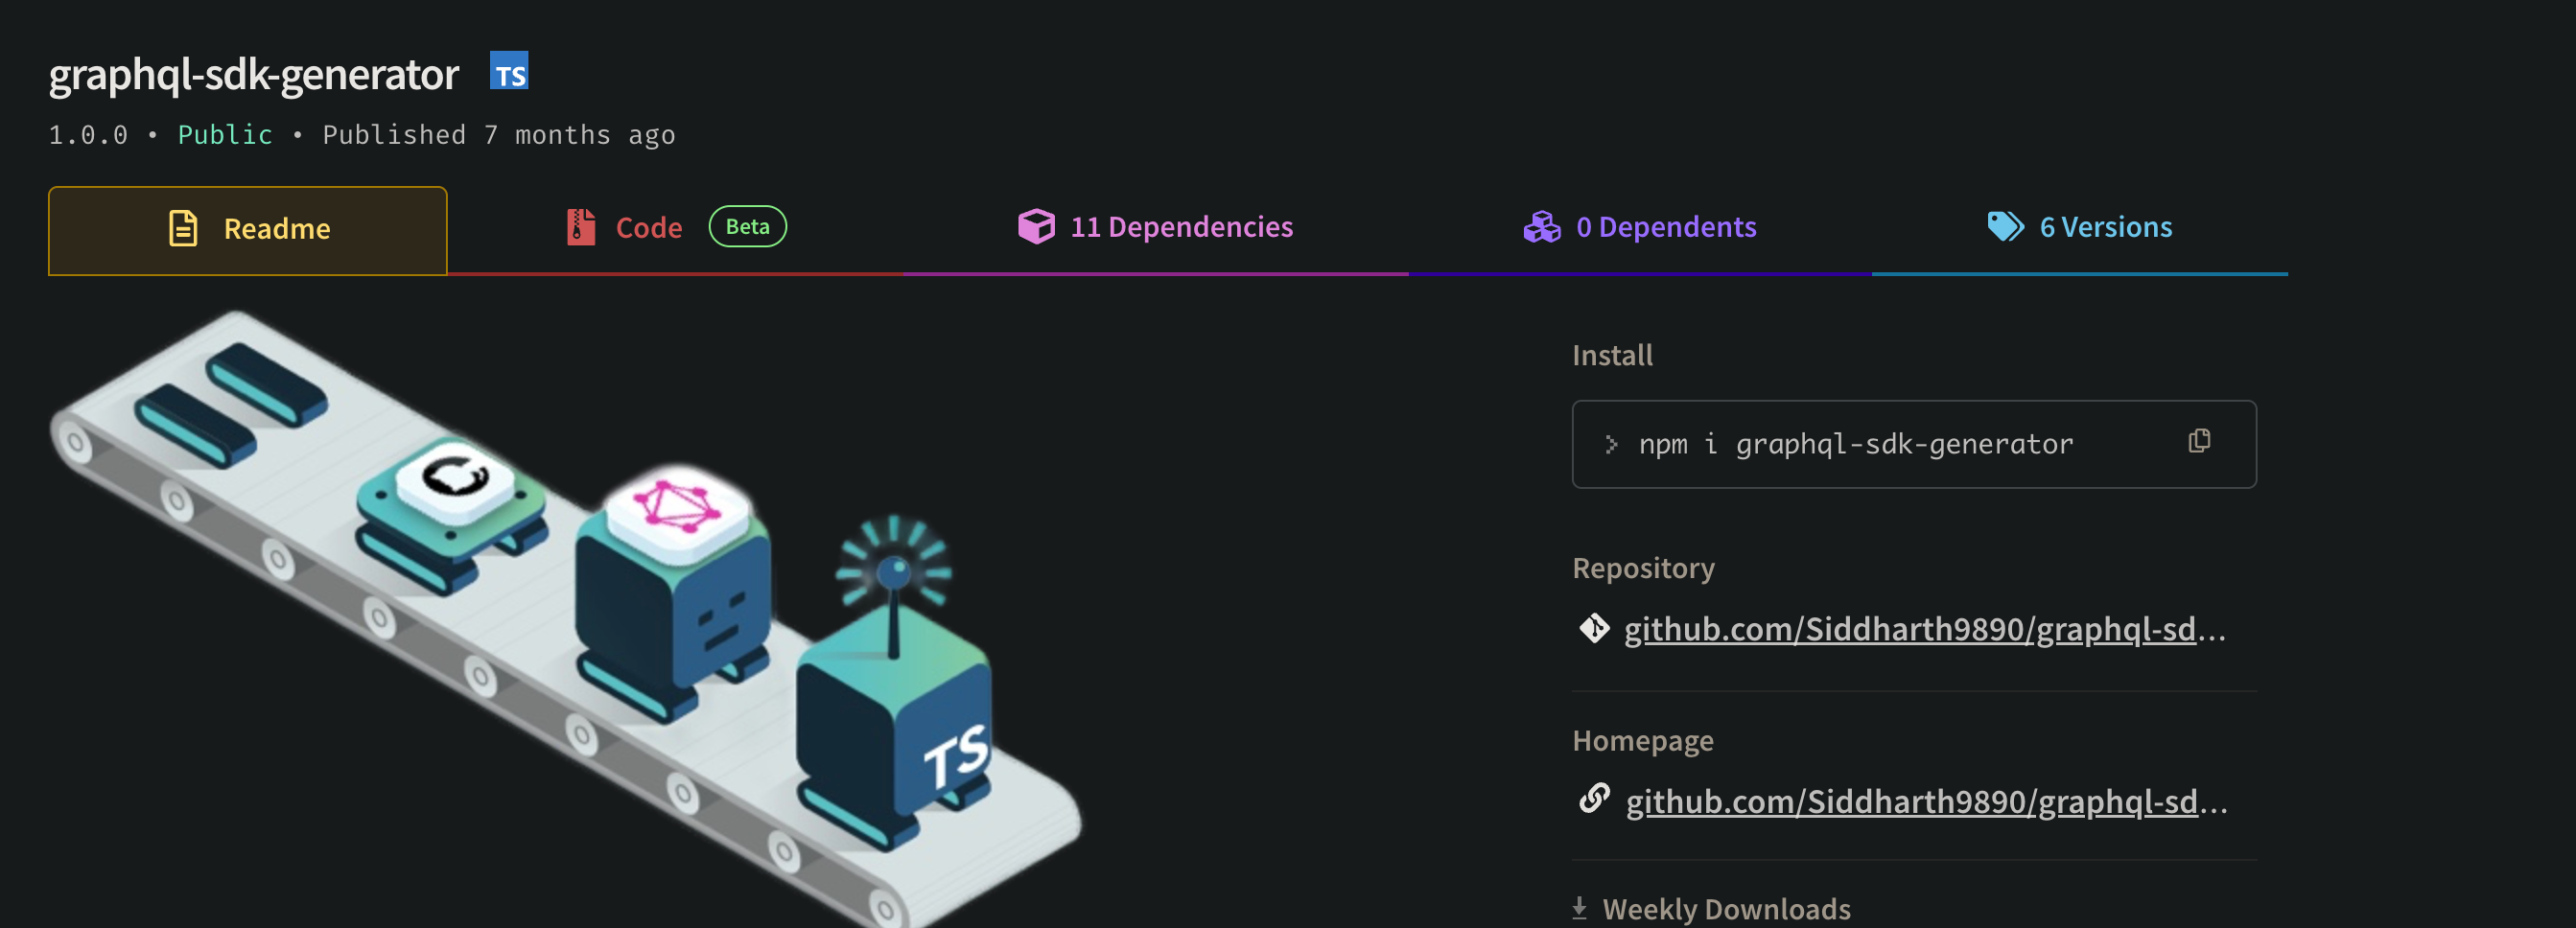 graphql-sdk-generator TS
1.0.0 • Public • Published 7 months ago
Readme
Code Beta
11 Dependencies
0 Dependents
6 Versions
TS
Install
npm i graphql-sdk-generator
Repository
github.com/Siddharth9890/graphql-sd...
Homepage
github.com/Siddharth9890/graphql-sd...
Weekly Downloads